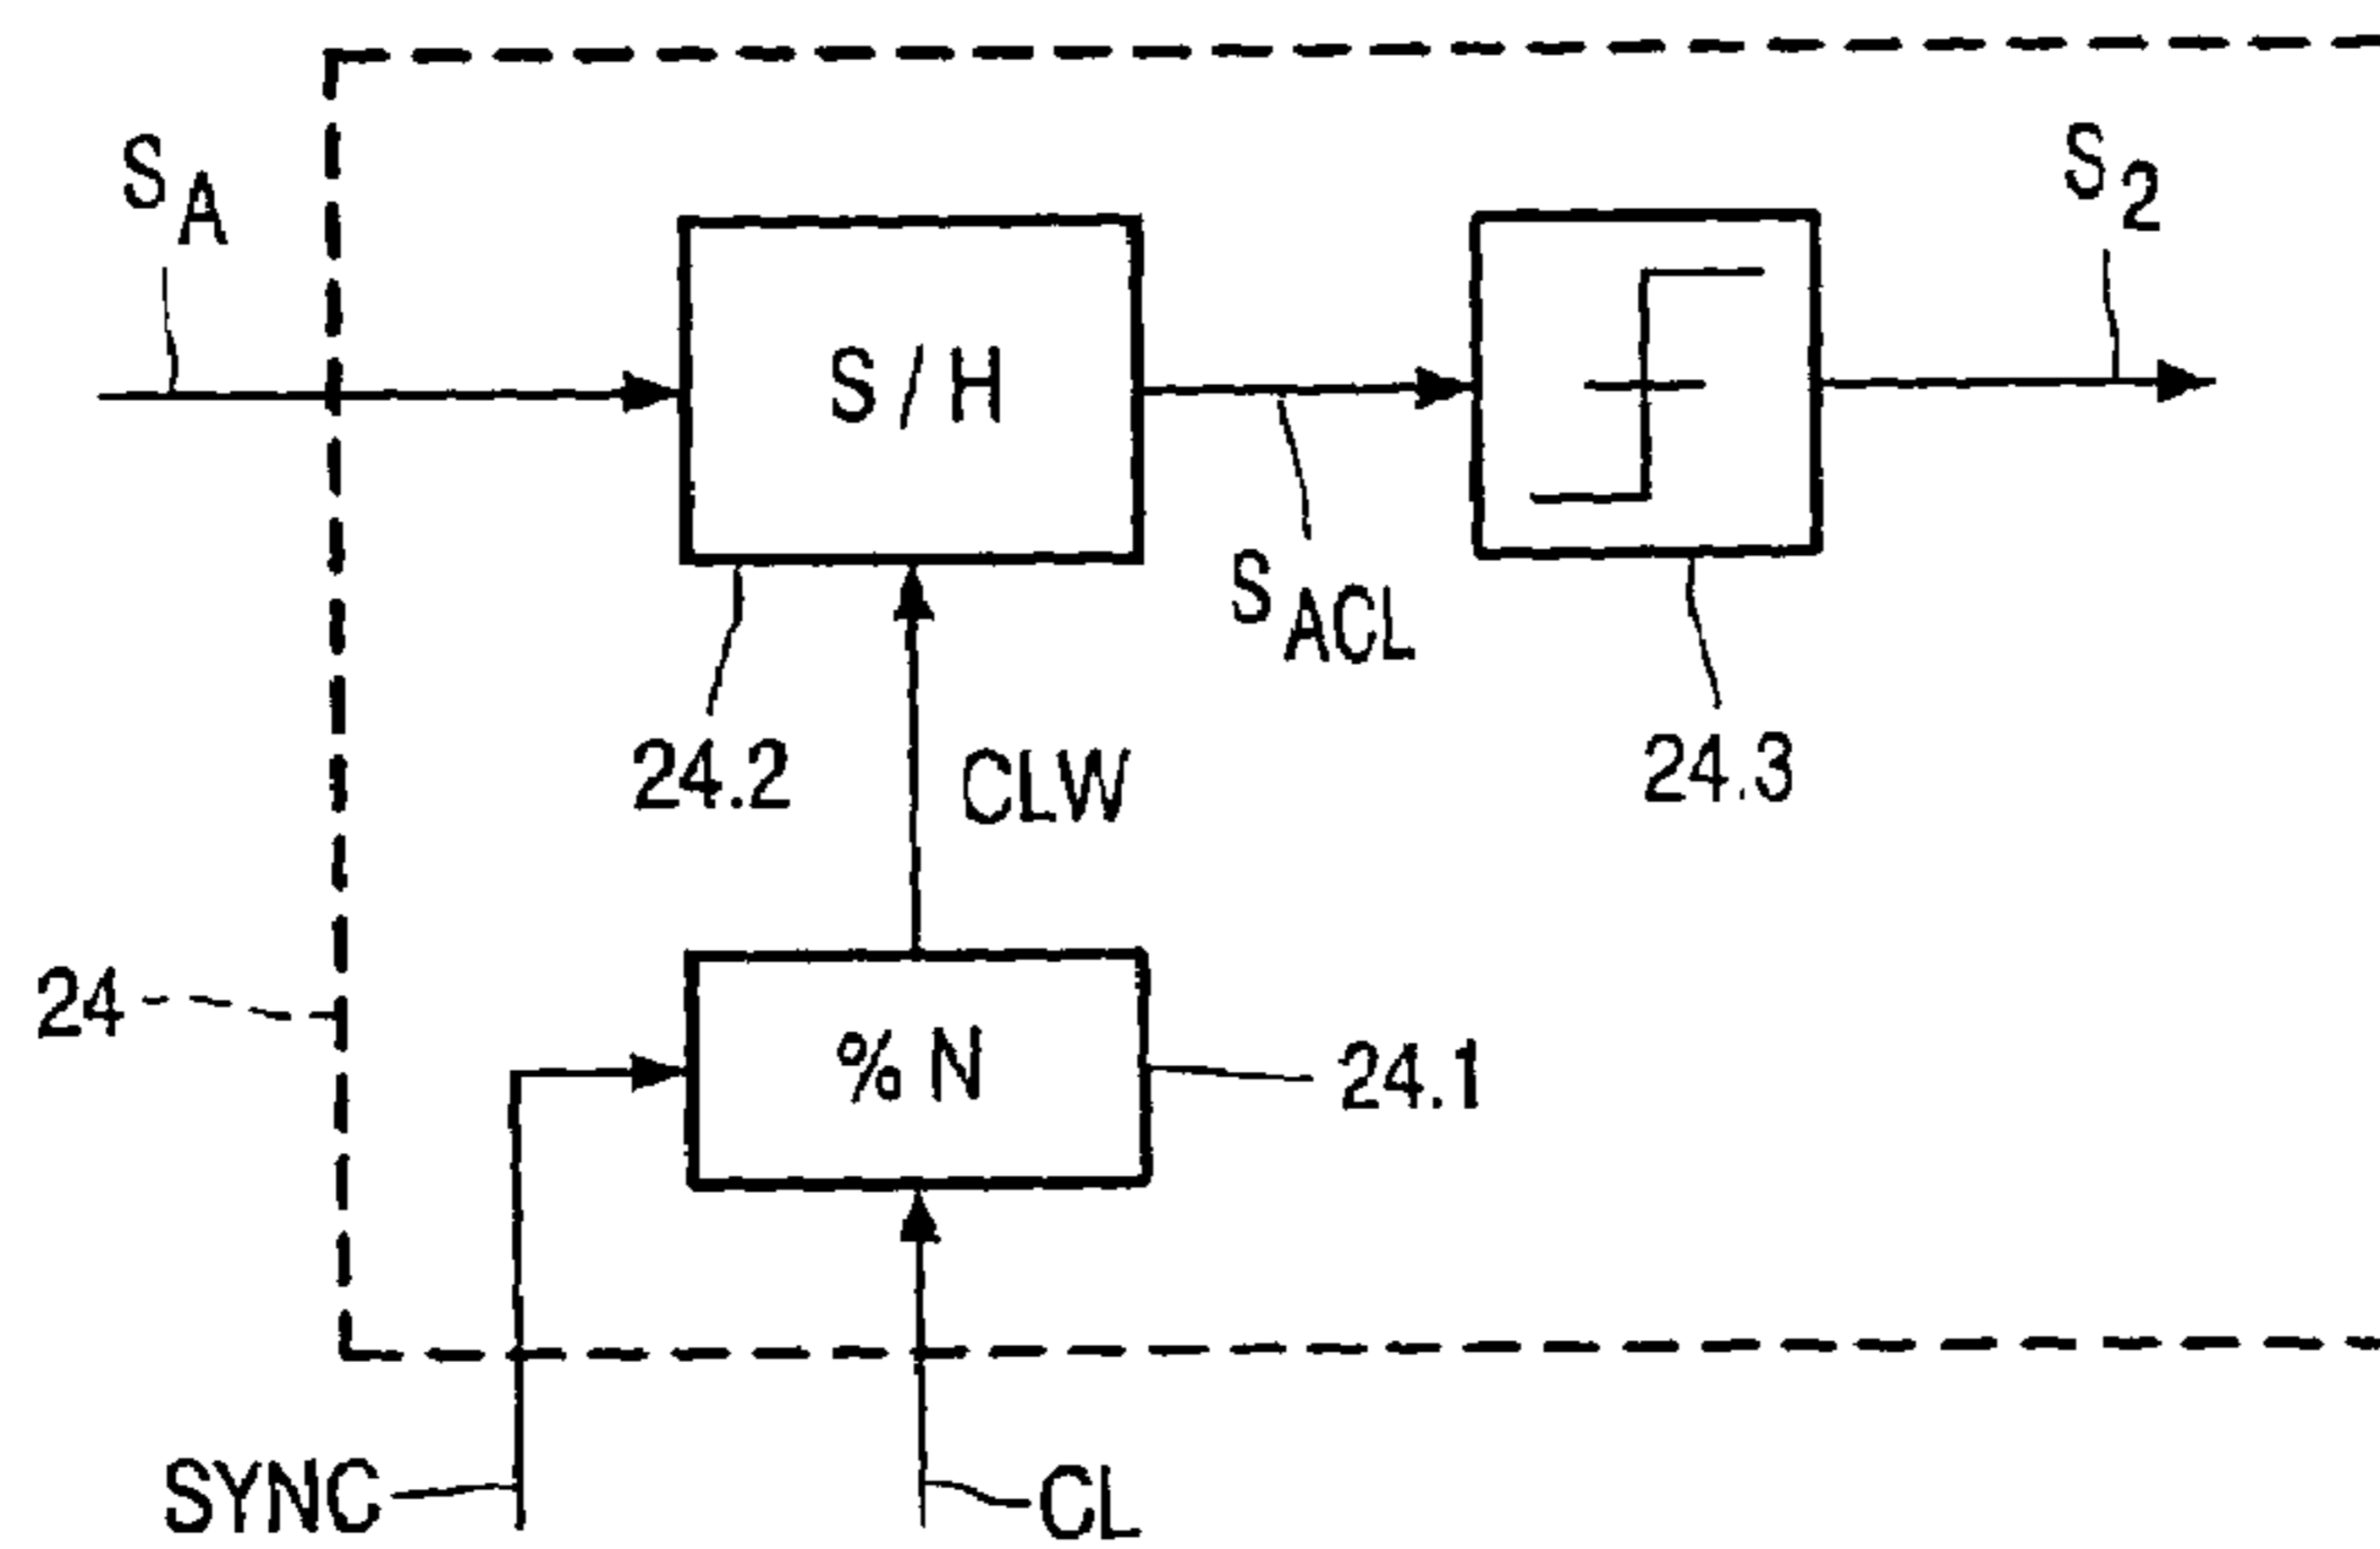 S_A
S_2
S/H
S_ACL
24.2
CLW
24.3
24
%N
24.1
SYNC
CL